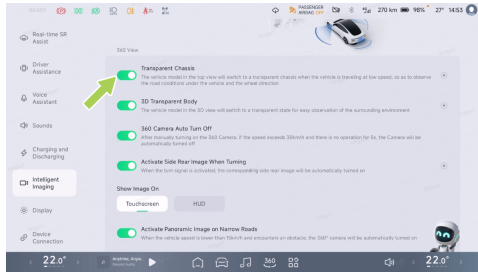 READY
PASSENGER
AIRBAG OFF
270 km
98%
27°
14:53
Real-time SR
Assist
Driver
Assistance
Voice
Assistant
Sounds
Charging and
Discharging
Intelligent
Imaging
Display
Device
Connection
360 View
Transparent Chassis
The vehicle model in the top view will switch to a transparent chassis when the vehicle is traveling at low speed, so as to observe
the road conditions under the vehicle and the wheel direction
3D Transparent Body
The vehicle model in the 3D view will switch to a transparent state for easy observation of the surrounding environment
360 Camera Auto Turn Off
After manually turning on the 360 Camera, if the speed exceeds 35km/h and there is no operation for 5s, the Camera will be
automatically turned off
Activate Side Rear Image When Turning
When the turn signal is activated, the corresponding side rear image will be automatically turned on
Show Image On
Touchscreen
HUD
Activate Panoramic Image on Narrow Roads
When the vehicle speed is lower than 15km/h and encounters an obstacle, the 360° camera will be automatically turned on
22.0°
360
22.0°